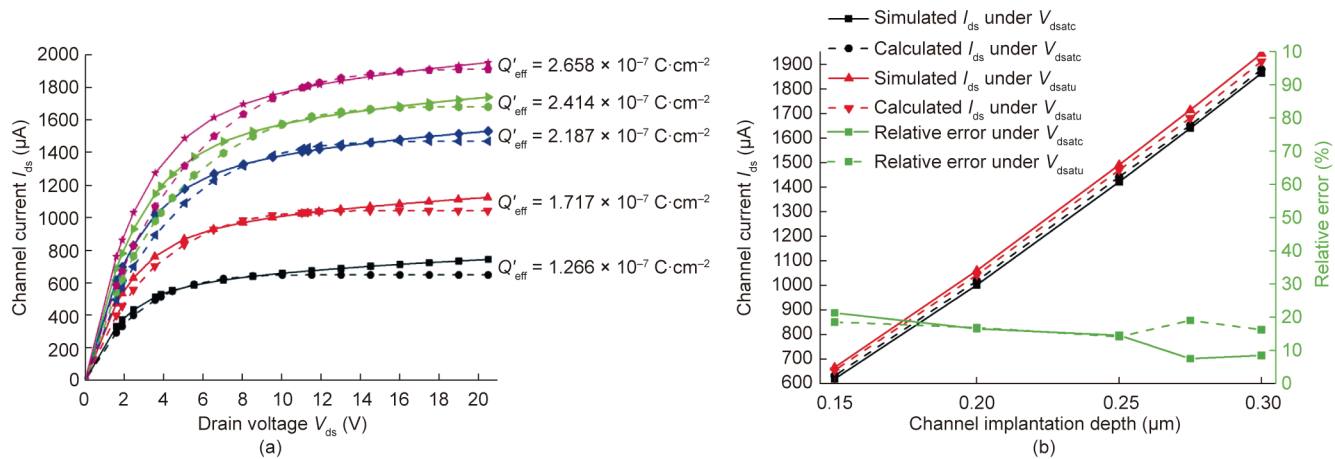 2000
1800
1600
1400
1200
1000
800
600
400
200
0
Channel current I_ds (μA)
Q′_eff = 2.658 × 10⁻⁷ C·cm⁻²
Q′_eff = 2.414 × 10⁻⁷ C·cm⁻²
Q′_eff = 2.187 × 10⁻⁷ C·cm⁻²
Q′_eff = 1.717 × 10⁻⁷ C·cm⁻²
Q′_eff = 1.266 × 10⁻⁷ C·cm⁻²
0 2 4 6 8 10 12 14 16 18 20
Drain voltage V_ds (V)
(a)
Simulated I_ds under V_dsatc
Calculated I_ds under V_dsatc
Simulated I_ds under V_dsatu
Calculated I_ds under V_dsatu
Relative error under V_dsatc
Relative error under V_dsatu
1900
1800
1700
1600
1500
1400
1300
1200
1100
1000
900
800
700
600
Channel current I_ds (μA)
10
90
80
70
60
50
40
30
20
10
0
Relative error (%)
0.15 0.20 0.25 0.30
Channel implantation depth (μm)
(b)